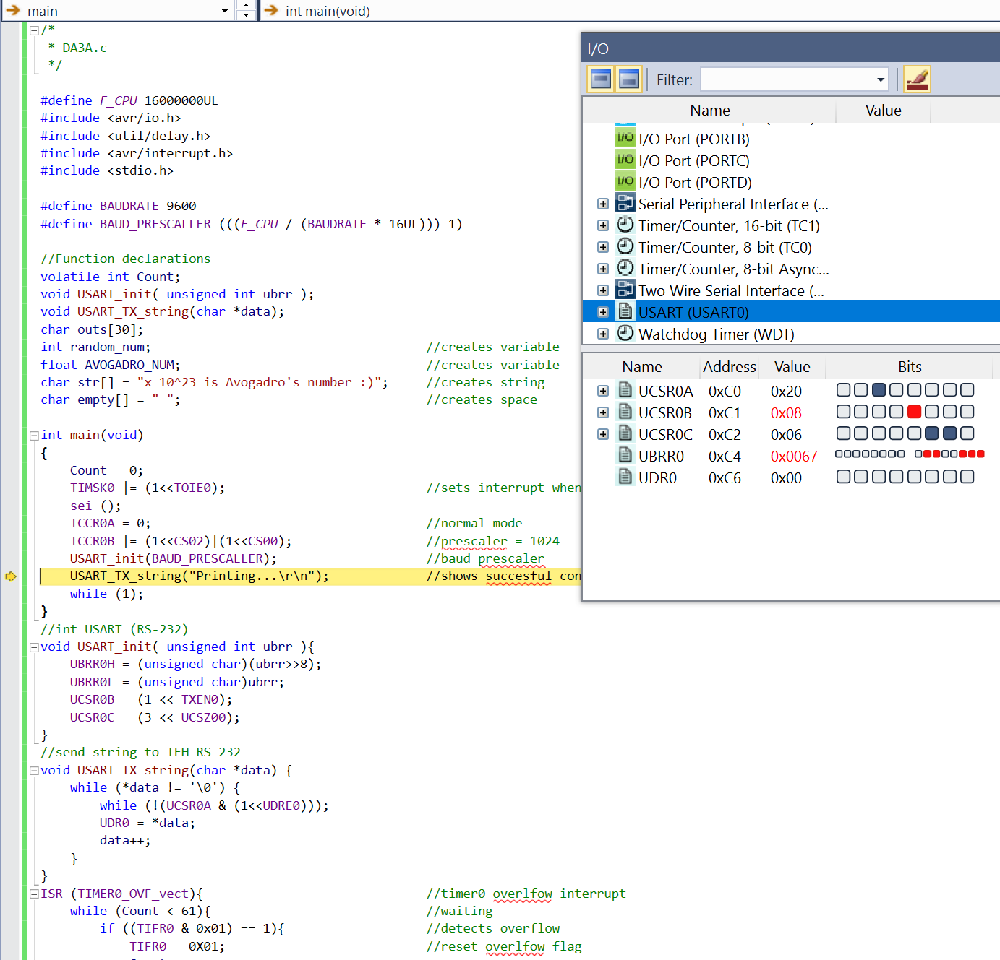 main
int main(void)
/*
 * DA3A.c
 */
#define F_CPU 16000000UL
#include <avr/io.h>
#include <util/delay.h>
#include <avr/interrupt.h>
#include <stdio.h>
#define BAUDRATE 9600
#define BAUD_PRESCALLER (((F_CPU / (BAUDRATE * 16UL)))-1)
//Function declarations
volatile int Count;
void USART_init( unsigned int ubrr );
void USART_TX_string(char *data);
char outs[30];
int random_num; //creates variable
float AVOGADRO_NUM; //creates variable
char str[] = "x 10^23 is Avogadro's number :)"; //creates string
char empty[] = " "; //creates space
int main(void)
{
    Count = 0;
    TIMSK0 |= (1<<TOIE0); //sets interrupt when
    sei ();
    TCCR0A = 0; //normal mode
    TCCR0B |= (1<<CS02)|(1<<CS00); //prescaler = 1024
    USART_init(BAUD_PRESCALLER); //baud prescaler
    USART_TX_string("Printing...\r\n"); //shows succesful con
    while (1);
}
//int USART (RS-232)
void USART_init( unsigned int ubrr ){
    UBRR0H = (unsigned char)(ubrr>>8);
    UBRR0L = (unsigned char)ubrr;
    UCSR0B = (1 << TXEN0);
    UCSR0C = (3 << UCSZ00);
}
//send string to TEH RS-232
void USART_TX_string(char *data) {
    while (*data != '\0') {
        while (!(UCSR0A & (1<<UDRE0)));
        UDR0 = *data;
        data++;
    }
}
ISR (TIMER0_OVF_vect){ //timer0 overlfow interrupt
    while (Count < 61){ //waiting
        if ((TIFR0 & 0x01) == 1){ //detects overflow
            TIFR0 = 0X01; //reset overlfow flag
I/O
Filter:
Name Value
I/O Port (PORTB)
I/O Port (PORTC)
I/O Port (PORTD)
Serial Peripheral Interface (...
Timer/Counter, 16-bit (TC1)
Timer/Counter, 8-bit (TC0)
Timer/Counter, 8-bit Async...
Two Wire Serial Interface (...
USART (USART0)
Watchdog Timer (WDT)
Name Address Value Bits
UCSR0A 0xC0 0x20
UCSR0B 0xC1 0x08
UCSR0C 0xC2 0x06
UBRR0 0xC4 0x0067
UDR0 0xC6 0x00